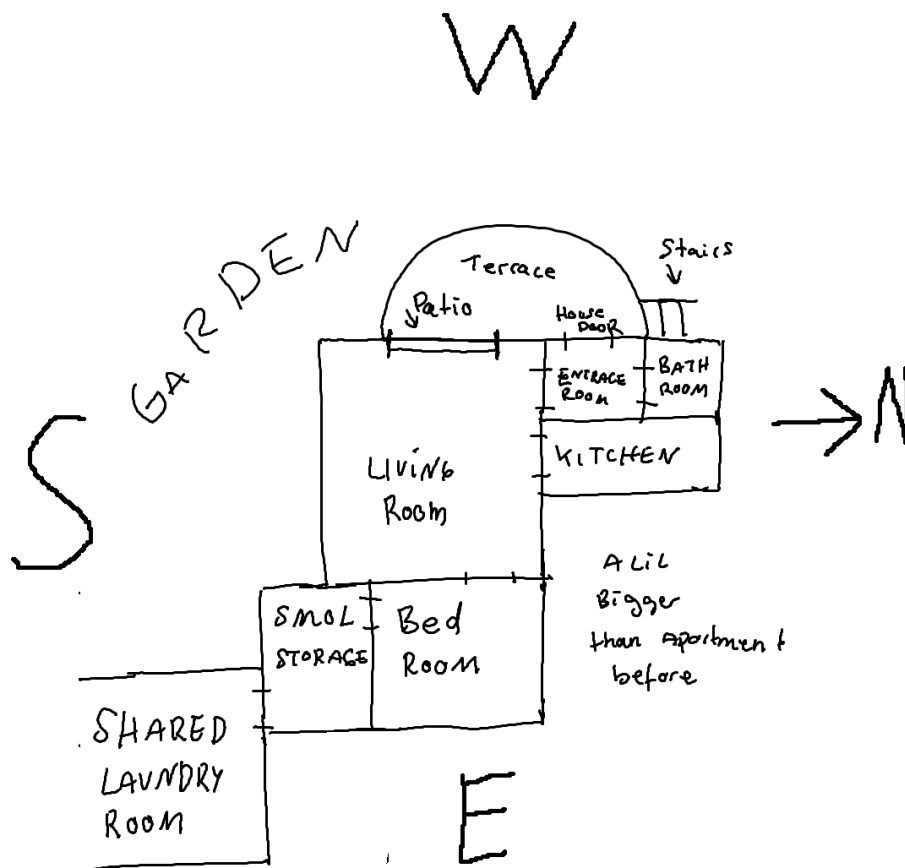 W
GARDEN
Stairs
Terrace
Patio
House
DOOR
ENTRACE
ROOM
BATH
ROOM
N
S
KITCHEN
LIVING
ROOM
A LIL
Bigger
than Apartment
before
SMOL
STORAGE
Bed
ROOM
SHARED
LAUNDRY
ROOM
E